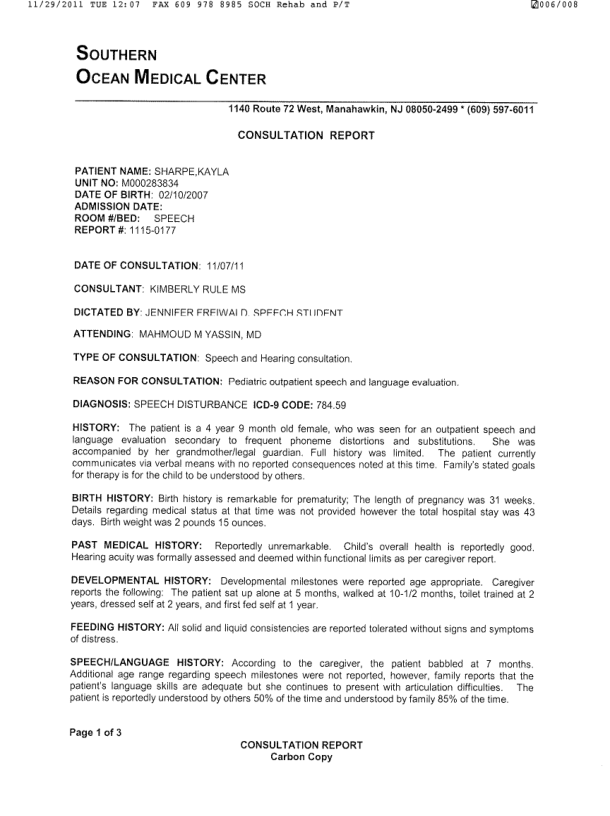 11/29/2011 TUE 12:07 FAX 609 978 8985 SOCH Rehab and P/T 006/008
SOUTHERN
OCEAN MEDICAL CENTER
1140 Route 72 West, Manahawkin, NJ 08050-2499 * (609) 597-6011
CONSULTATION REPORT
PATIENT NAME: SHARPE,KAYLA
UNIT NO: M000283834
DATE OF BIRTH: 02/10/2007
ADMISSION DATE:
ROOM #/BED: SPEECH
REPORT #: 1115-0177
DATE OF CONSULTATION: 11/07/11
CONSULTANT: KIMBERLY RULE MS
DICTATED BY: JENNIFER FREIWALD, SPEECH STUDENT
ATTENDING: MAHMOUD M YASSIN, MD
TYPE OF CONSULTATION: Speech and Hearing consultation.
REASON FOR CONSULTATION: Pediatric outpatient speech and language evaluation.
DIAGNOSIS: SPEECH DISTURBANCE ICD-9 CODE: 784.59
HISTORY: The patient is a 4 year 9 month old female, who was seen for an outpatient speech and
language evaluation secondary to frequent phoneme distortions and substitutions. She was
accompanied by her grandmother/legal guardian. Full history was limited. The patient currently
communicates via verbal means with no reported consequences noted at this time. Family's stated goals
for therapy is for the child to be understood by others.
BIRTH HISTORY: Birth history is remarkable for prematurity; The length of pregnancy was 31 weeks.
Details regarding medical status at that time was not provided however the total hospital stay was 43
days. Birth weight was 2 pounds 15 ounces.
PAST MEDICAL HISTORY: Reportedly unremarkable. Child's overall health is reportedly good.
Hearing acuity was formally assessed and deemed within functional limits as per caregiver report.
DEVELOPMENTAL HISTORY: Developmental milestones were reported age appropriate. Caregiver
reports the following: The patient sat up alone at 5 months, walked at 10-1/2 months, toilet trained at 2
years, dressed self at 2 years, and first fed self at 1 year.
FEEDING HISTORY: All solid and liquid consistencies are reported tolerated without signs and symptoms
of distress.
SPEECH/LANGUAGE HISTORY: According to the caregiver, the patient babbled at 7 months.
Additional age range regarding speech milestones were not reported, however, family reports that the
patient's language skills are adequate but she continues to present with articulation difficulties. The
patient is reportedly understood by others 50% of the time and understood by family 85% of the time.
Page 1 of 3
CONSULTATION REPORT
Carbon Copy